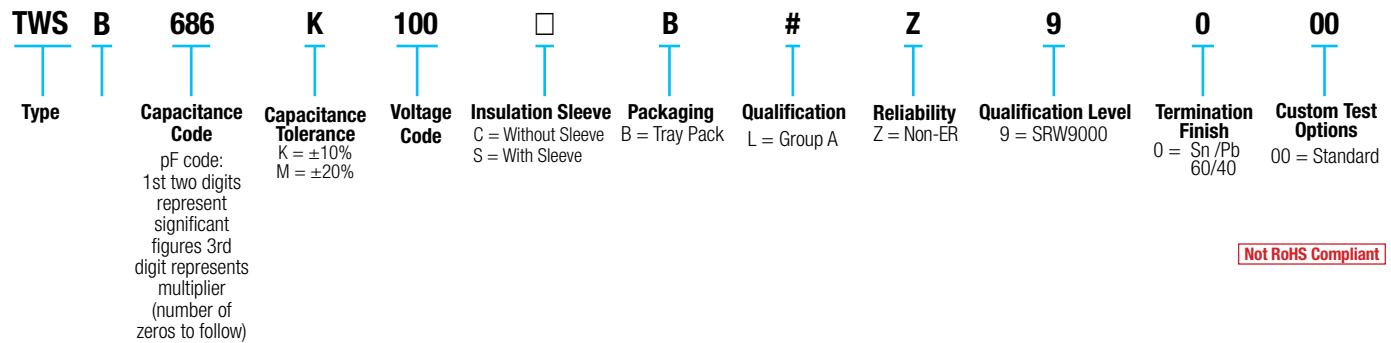 TWS B 686 K 100 □ B # Z 9 0 00
Type
Capacitance
Code
pF code:
1st two digits
represent
significant
figures 3rd
digit represents
multiplier
(number of
zeros to follow)
Capacitance
Tolerance
K = ±10%
M = ±20%
Voltage
Code
Insulation Sleeve
C = Without Sleeve
S = With Sleeve
Packaging
B = Tray Pack
Qualification
L = Group A
Reliability
Z = Non-ER
Qualification Level
9 = SRW9000
Termination
Finish
0 = Sn /Pb
60/40
Custom Test
Options
00 = Standard
Not RoHS Compliant